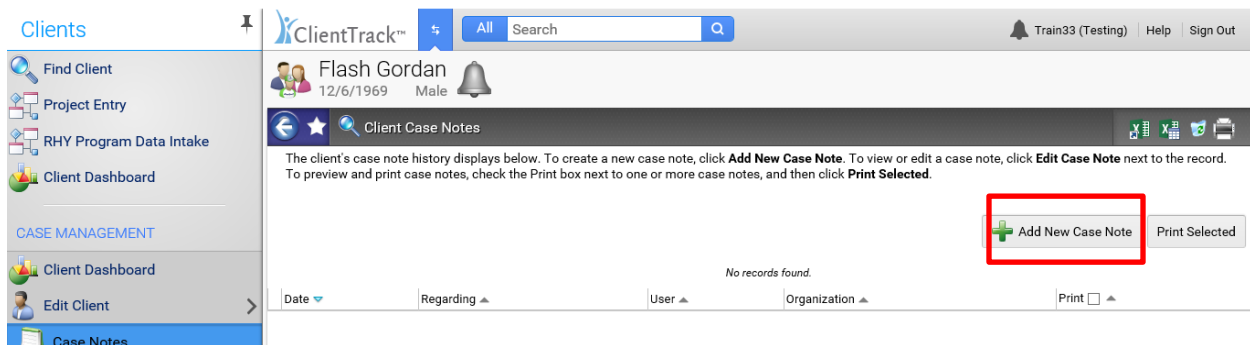 Clients
Find Client
Project Entry
RHY Program Data Intake
Client Dashboard
CASE MANAGEMENT
Client Dashboard
Edit Client
Case Notes
ClientTrack™
All Search
Train33 (Testing) Help Sign Out
Flash Gordan
12/6/1969 Male
Client Case Notes
The client's case note history displays below. To create a new case note, click Add New Case Note. To view or edit a case note, click Edit Case Note next to the record.
To preview and print case notes, check the Print box next to one or more case notes, and then click Print Selected.
Add New Case Note Print Selected
No records found.
Date Regarding User Organization Print